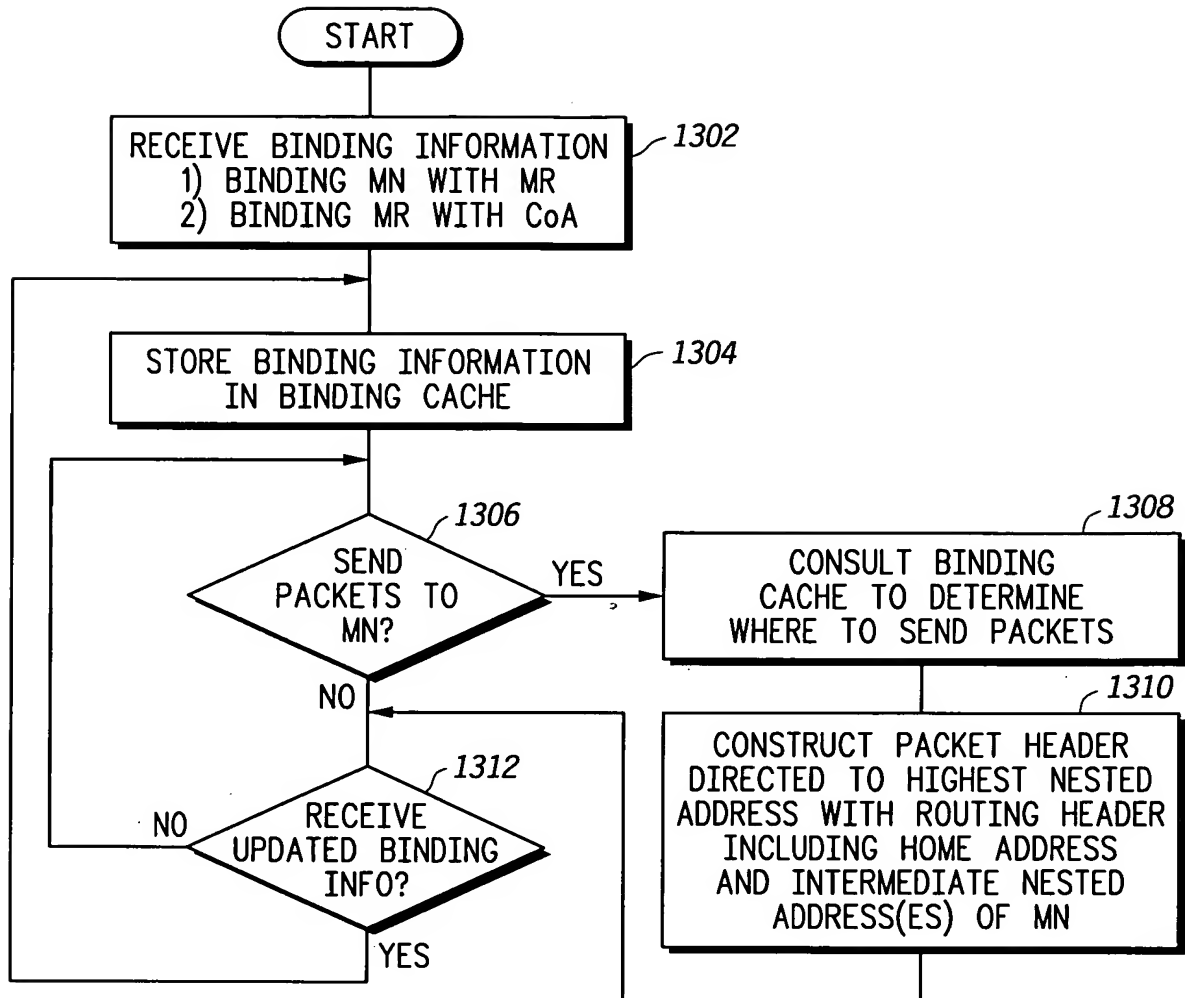 START
RECEIVE BINDING INFORMATION
1) BINDING MN WITH MR
2) BINDING MR WITH CoA
1302
STORE BINDING INFORMATION
IN BINDING CACHE
1304
SEND
PACKETS TO
MN?
1306
YES
NO
CONSULT BINDING
CACHE TO DETERMINE
WHERE TO SEND PACKETS
1308
CONSTRUCT PACKET HEADER
DIRECTED TO HIGHEST NESTED
ADDRESS WITH ROUTING HEADER
INCLUDING HOME ADDRESS
AND INTERMEDIATE NESTED
ADDRESS(ES) OF MN
1310
RECEIVE
UPDATED BINDING
INFO?
1312
NO
YES